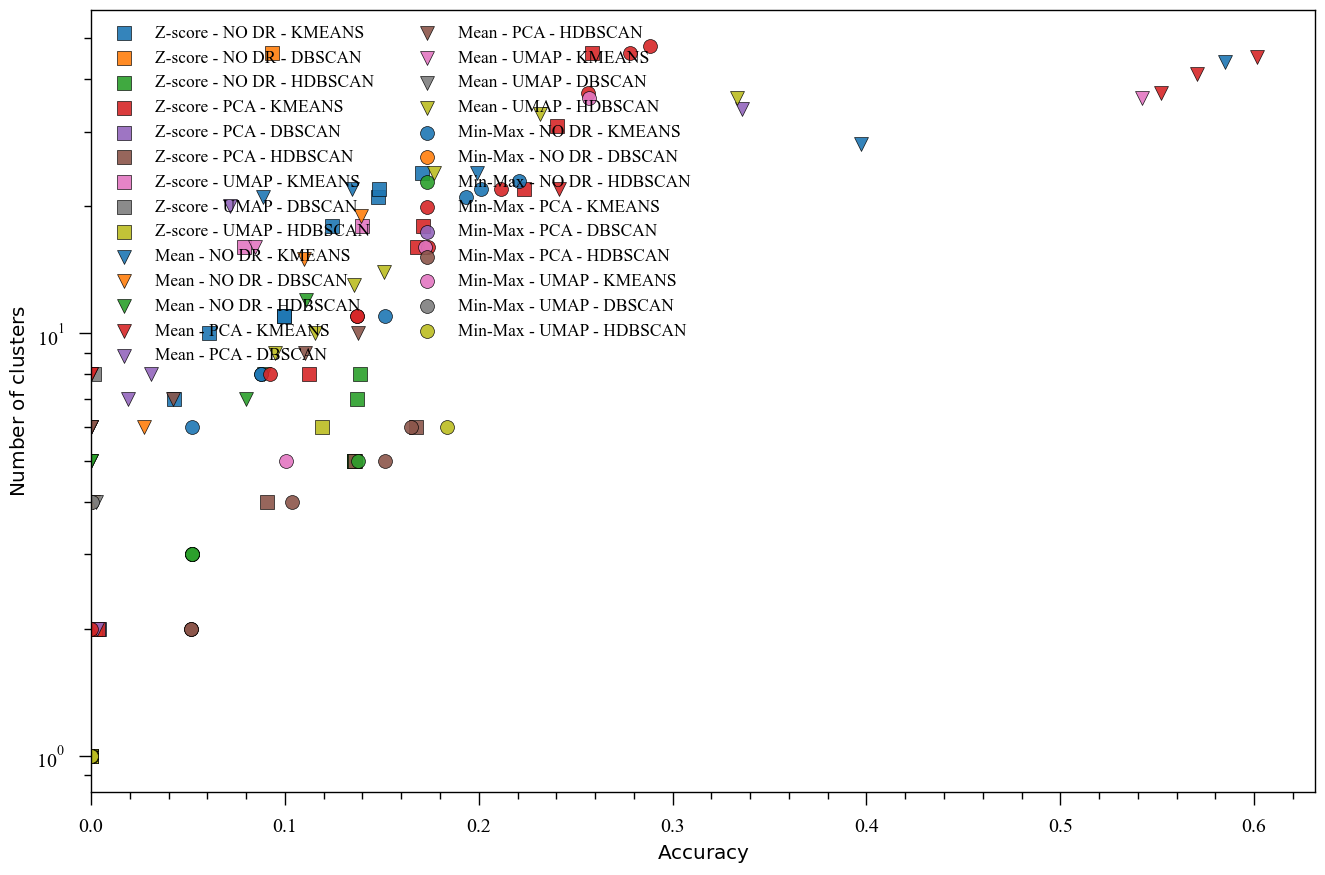 Z-score - NO DR - KMEANS
Z-score - NO DR - DBSCAN
Z-score - NO DR - HDBSCAN
Z-score - PCA - KMEANS
Z-score - PCA - DBSCAN
Z-score - PCA - HDBSCAN
Z-score - UMAP - KMEANS
Z-score - UMAP - DBSCAN
Z-score - UMAP - HDBSCAN
Mean - NO DR - KMEANS
Mean - NO DR - DBSCAN
Mean - NO DR - HDBSCAN
Mean - PCA - KMEANS
Mean - PCA - DBSCAN
Mean - PCA - HDBSCAN
Mean - UMAP - KMEANS
Mean - UMAP - DBSCAN
Mean - UMAP - HDBSCAN
Min-Max - NO DR - KMEANS
Min-Max - NO DR - DBSCAN
Min-Max - NO DR - HDBSCAN
Min-Max - PCA - KMEANS
Min-Max - PCA - DBSCAN
Min-Max - PCA - HDBSCAN
Min-Max - UMAP - KMEANS
Min-Max - UMAP - DBSCAN
Min-Max - UMAP - HDBSCAN
Number of clusters
10^1
10^0
0.0 0.1 0.2 0.3 0.4 0.5 0.6
Accuracy